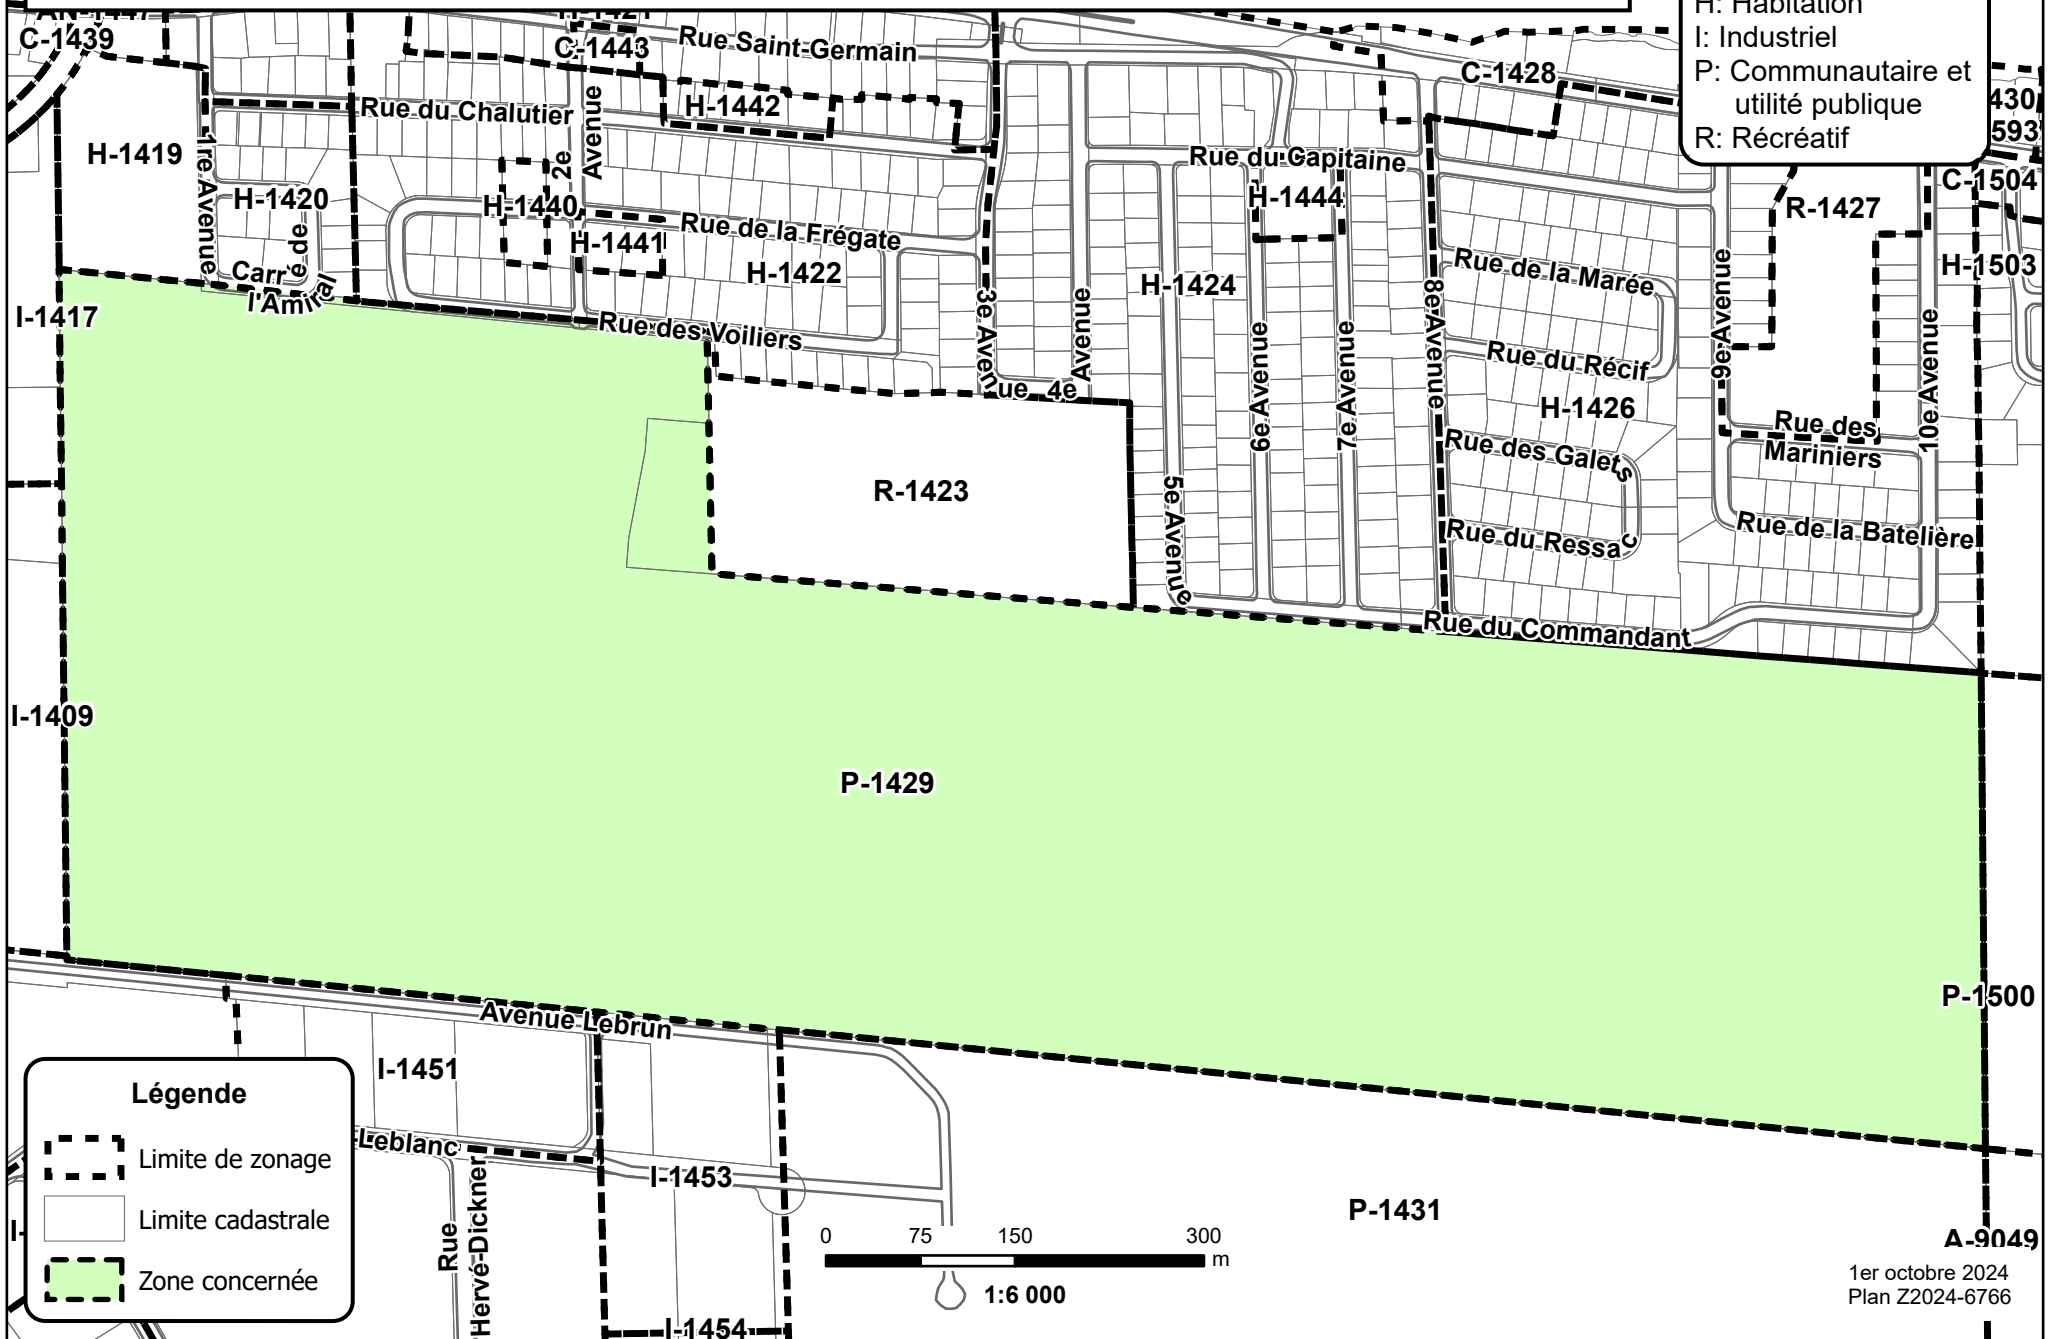 H: Habitation
I: Industriel
P: Communautaire et
utilité publique
R: Récréatif
C-1439
C-1443
Rue Saint-Germain
C-1428
Rue du Chalutier
H-1442
H-1419
1re Avenue
2e
Avenue
Rue du Capitaine
H-1420
H-1440
H-1444
R-1427
C-1504
H-1441
Rue de la Frégate
H-1422
H-1503
Carré de
l'Amiral
H-1424
Rue de la Marée
I-1417
Rue des Voiliers
3e Avenue
4e
Avenue
5e Avenue
6e Avenue
7e Avenue
8e Avenue
9e Avenue
10e Avenue
Rue du Récif
H-1426
Rue des Galets
Rue des
Mariniers
R-1423
Rue du Ressac
Rue de la Batelière
Rue du Commandant
I-1409
P-1429
P-1500
Avenue Lebrun
I-1451
Leblanc
I-1453
Rue
Hervé-Dickner
P-1431
A-9049
I-1454
Légende
Limite de zonage
Limite cadastrale
Zone concernée
0 75 150 300
m
1:6 000
1er octobre 2024
Plan Z2024-6766